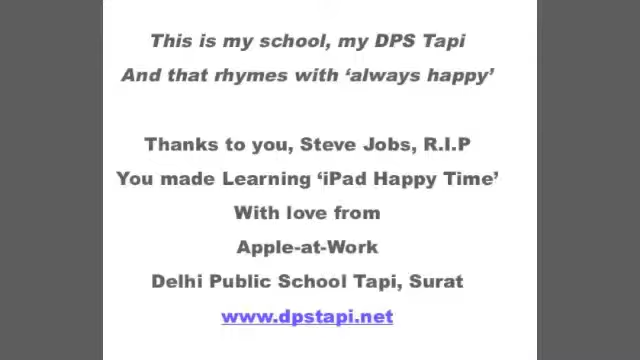 This is my school, my DPS Tapi
And that rhymes with ‘always happy’
Thanks to you, Steve Jobs, R.I.P
You made Learning ‘iPad Happy Time’
With love from
Apple-at-Work
Delhi Public School Tapi, Surat
www.dpstapi.net